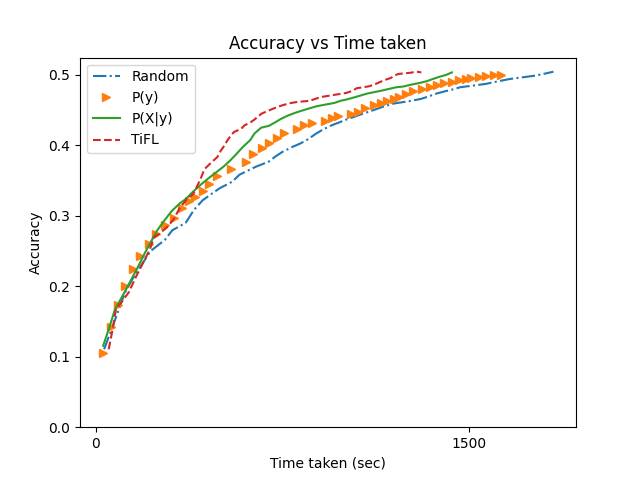 Accuracy vs Time taken
Random
P(y)
P(X|y)
TiFL
0.5
0.4
0.3
0.2
0.1
0.0
Accuracy
0
1500
Time taken (sec)